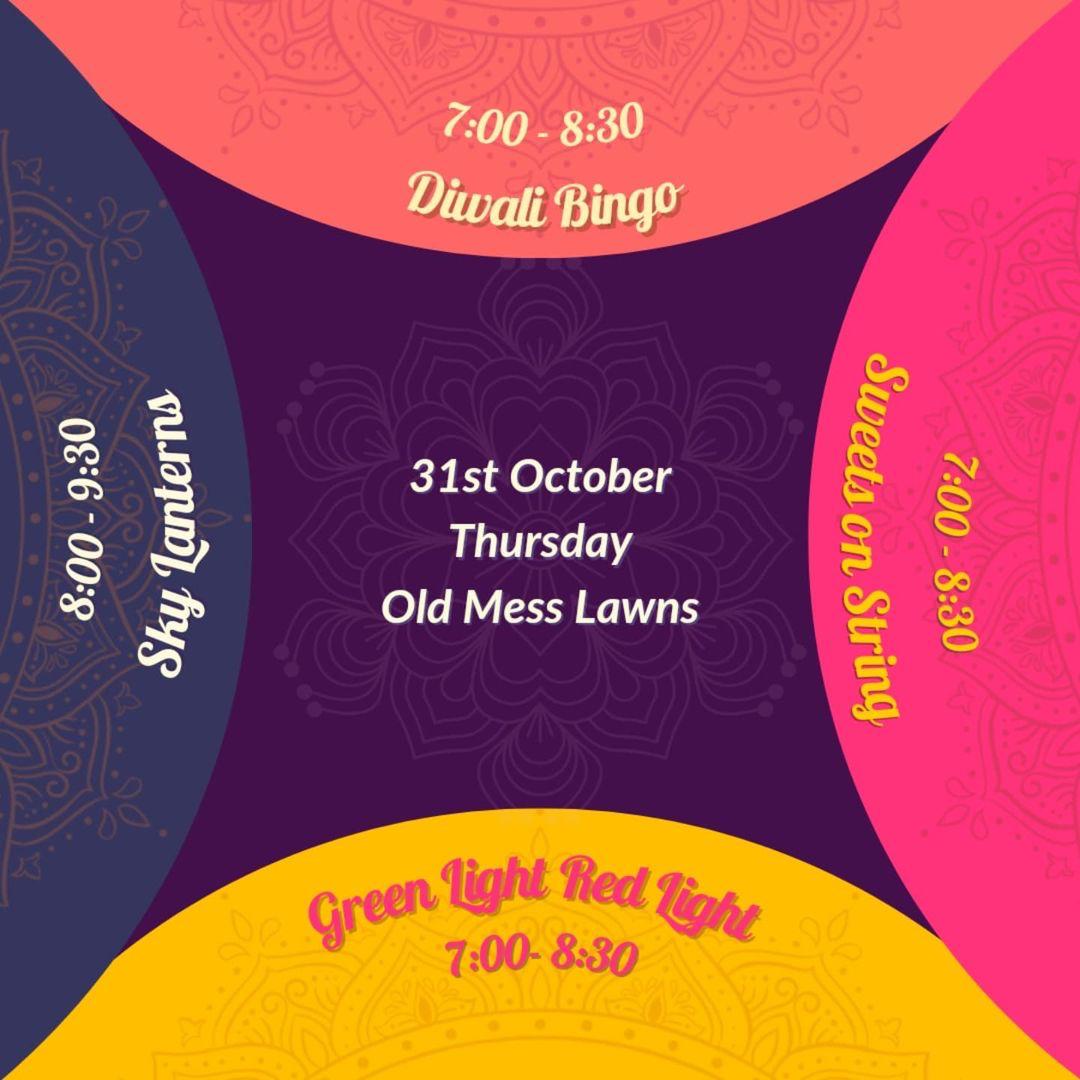 7:00 - 8:30
Diwali Bingo
8:00 - 9:30
Sky Lanterns
31st October
Thursday
Old Mess Lawns
7:00 - 8:30
Sweets on String
Green Light Red Light
7:00- 8:30